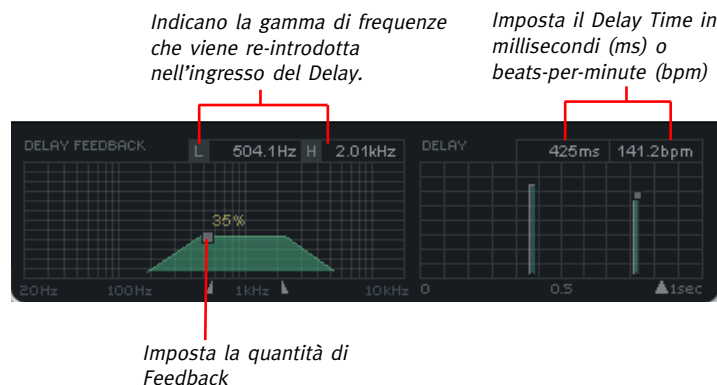 Indicano la gamma di frequenze
che viene re-introdotta
nell'ingresso del Delay.
Imposta il Delay Time in
millisecondi (ms) o
beats-per-minute (bpm)
DELAY FEEDBACK L 504.1Hz H 2.01kHz
DELAY 425ms 141.2bpm
35%
20Hz 100Hz 1kHz 10kHz
0 0.5 1sec
Imposta la quantità di
Feedback